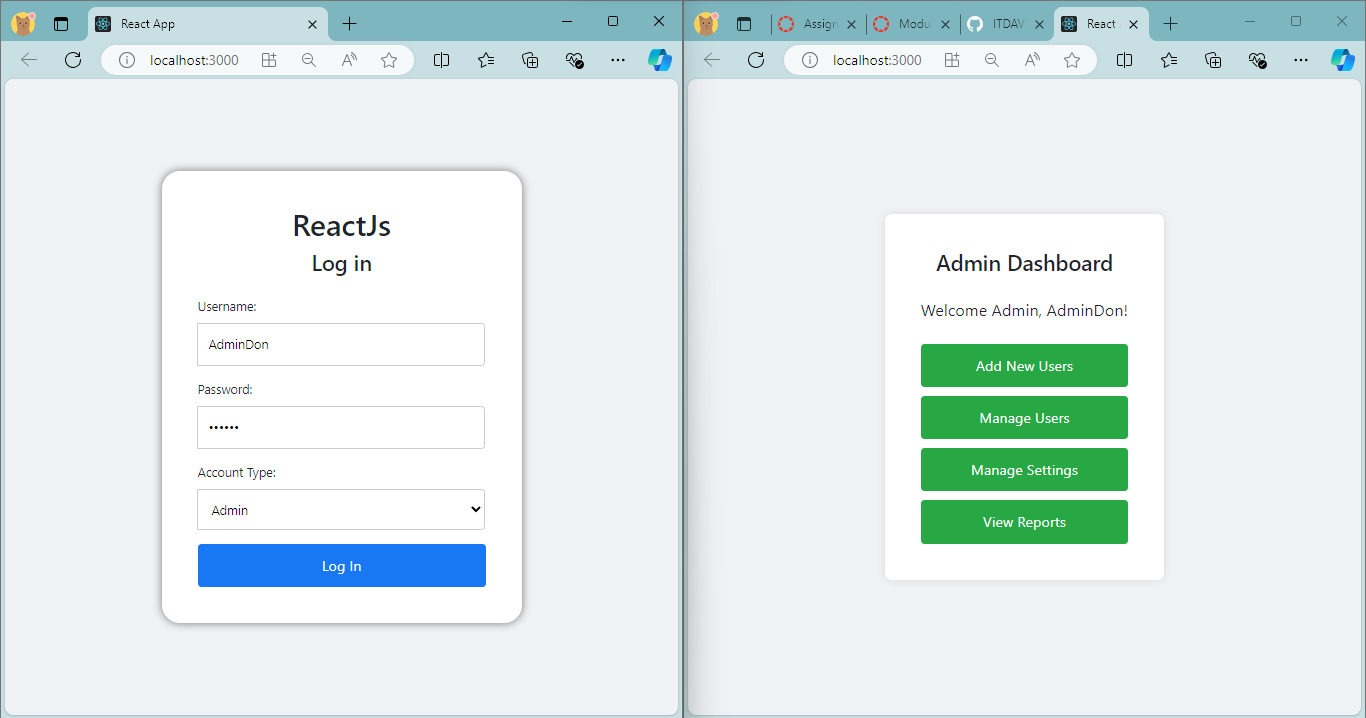 React App
localhost:3000
ReactJs
Log in
Username:
AdminDon
Password:
••••••
Account Type:
Admin
Log In
Assign
Modu
ITDAV
React
localhost:3000
Admin Dashboard
Welcome Admin, AdminDon!
Add New Users
Manage Users
Manage Settings
View Reports